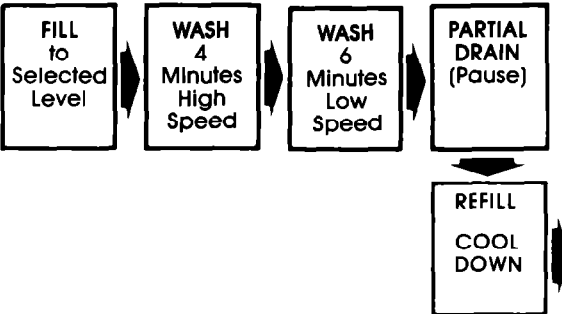 FILL
to
Selected
Level
WASH
4
Minutes
High
Speed
WASH
6
Minutes
Low
Speed
PARTIAL
DRAIN
(Pause)
REFILL
COOL
DOWN